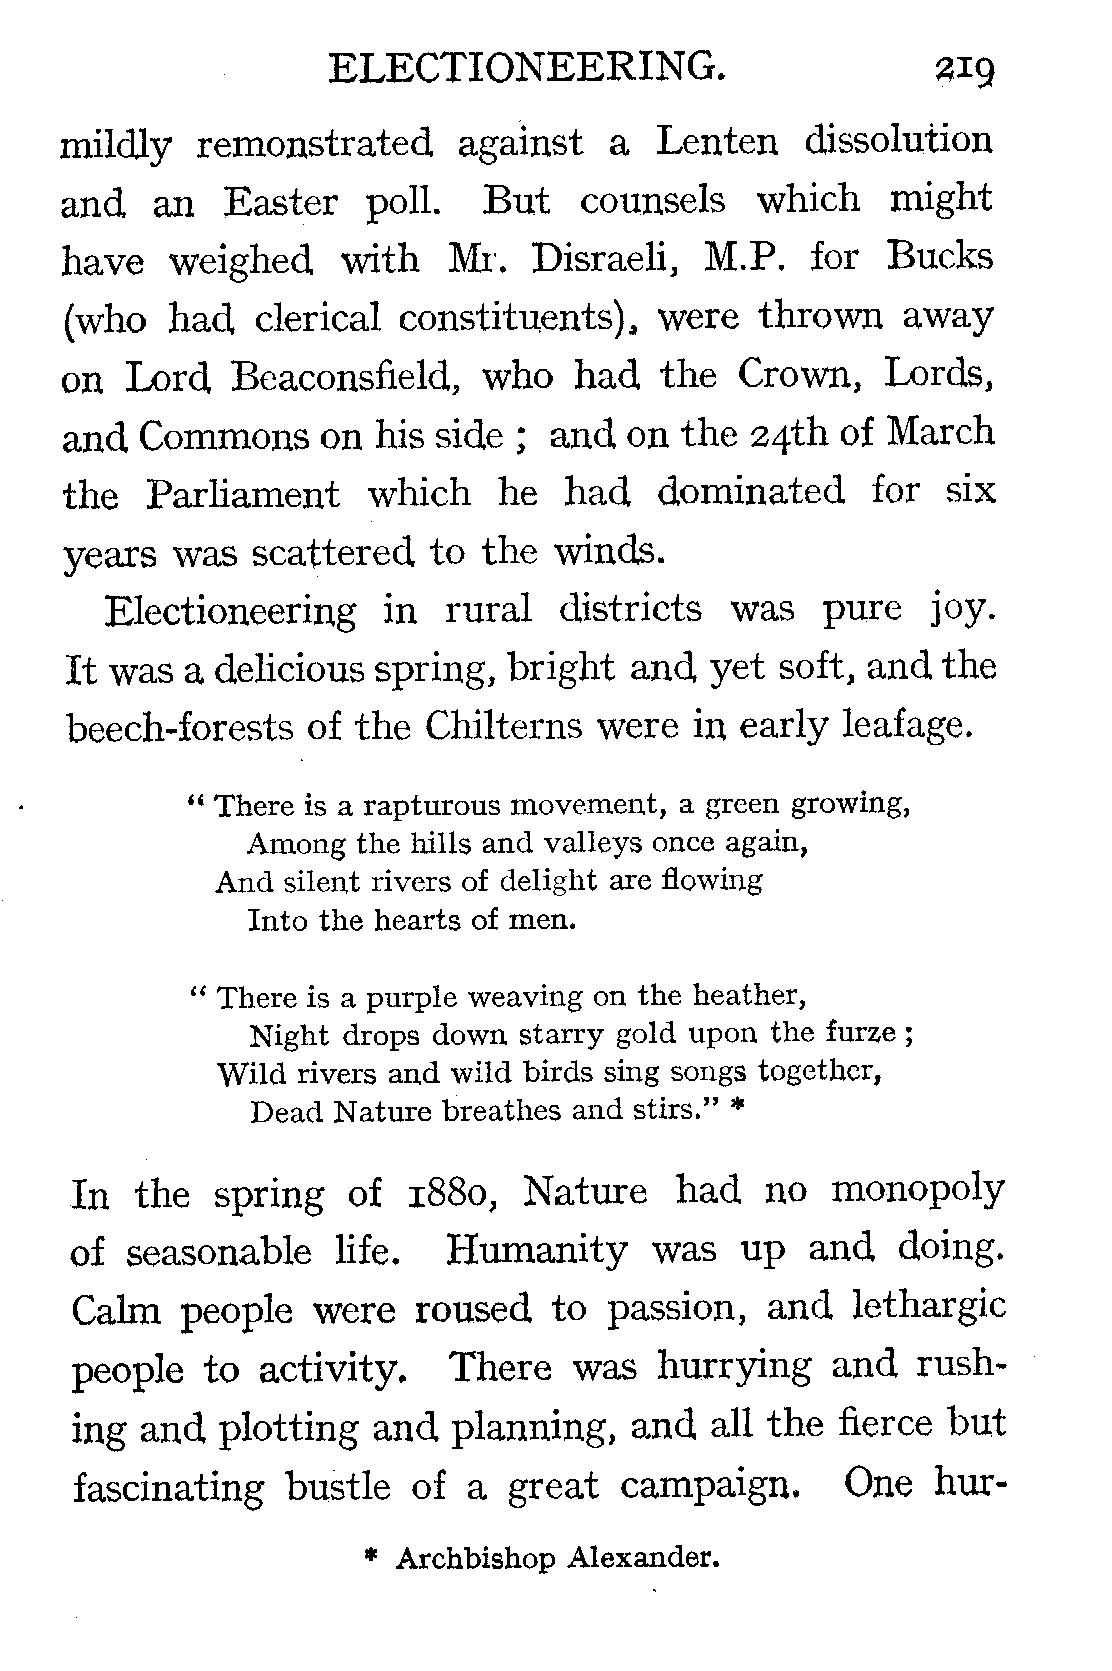 ELECTIONEERING. 219
mildly remonstrated against a Lenten dissolution
and an Easter poll. But counsels which might
have weighed with Mr. Disraeli, M.P. for Bucks
(who had clerical constituents), were thrown away
on Lord Beaconsfield, who had the Crown, Lords,
and Commons on his side ; and on the 24th of March
the Parliament which he had dominated for six
years was scattered to the winds.
Electioneering in rural districts was pure joy.
It was a delicious spring, bright and yet soft, and the
beech-forests of the Chilterns were in early leafage.
“ There is a rapturous movement, a green growing,
Among the hills and valleys once again,
And silent rivers of delight are flowing
Into the hearts of men.
“ There is a purple weaving on the heather,
Night drops down starry gold upon the furze ;
Wild rivers and wild birds sing songs together,
Dead Nature breathes and stirs.” *
In the spring of 1880, Nature had no monopoly
of seasonable life. Humanity was up and doing.
Calm people were roused to passion, and lethargic
people to activity. There was hurrying and rush-
ing and plotting and planning, and all the fierce but
fascinating bustle of a great campaign. One hur-
* Archbishop Alexander.